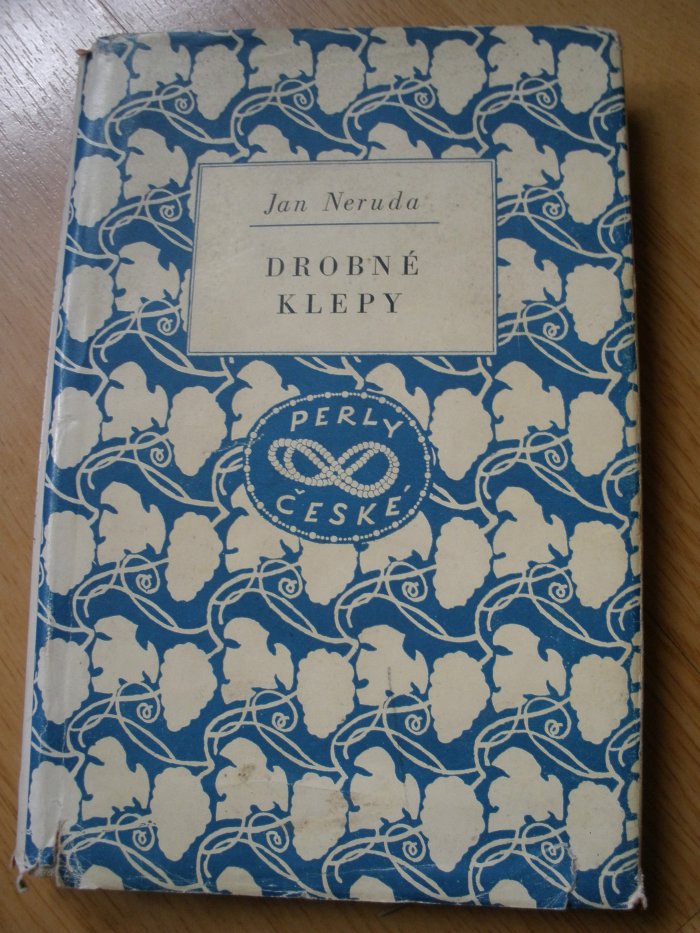 Jan Neruda
DROBNÉ
KLEPY
PERLY
ČESKÉ